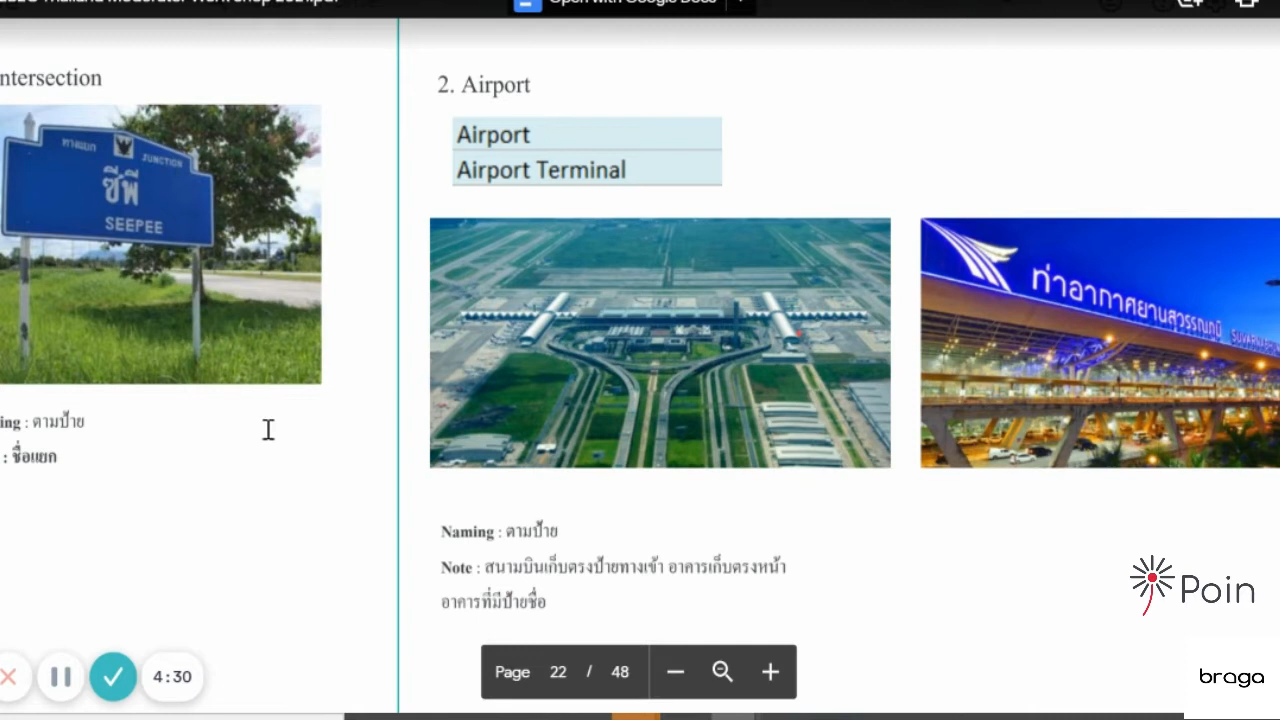 Open with Google Docs
ntersection
ทางแยก
JUNCTION
ซีพี
SEEPEE
ing : ตามป้าย
: ชื่อแยก
2. Airport
Airport
Airport Terminal
ท่าอากาศยานสุวรรณภูมิ
Naming : ตามป้าย
Note : สนามบินเก็บตรงป้ายทางเข้า อาคารเก็บตรงหน้า
อาคารที่มีป้ายชื่อ
Poin
braga
4:30
Page 22 / 48